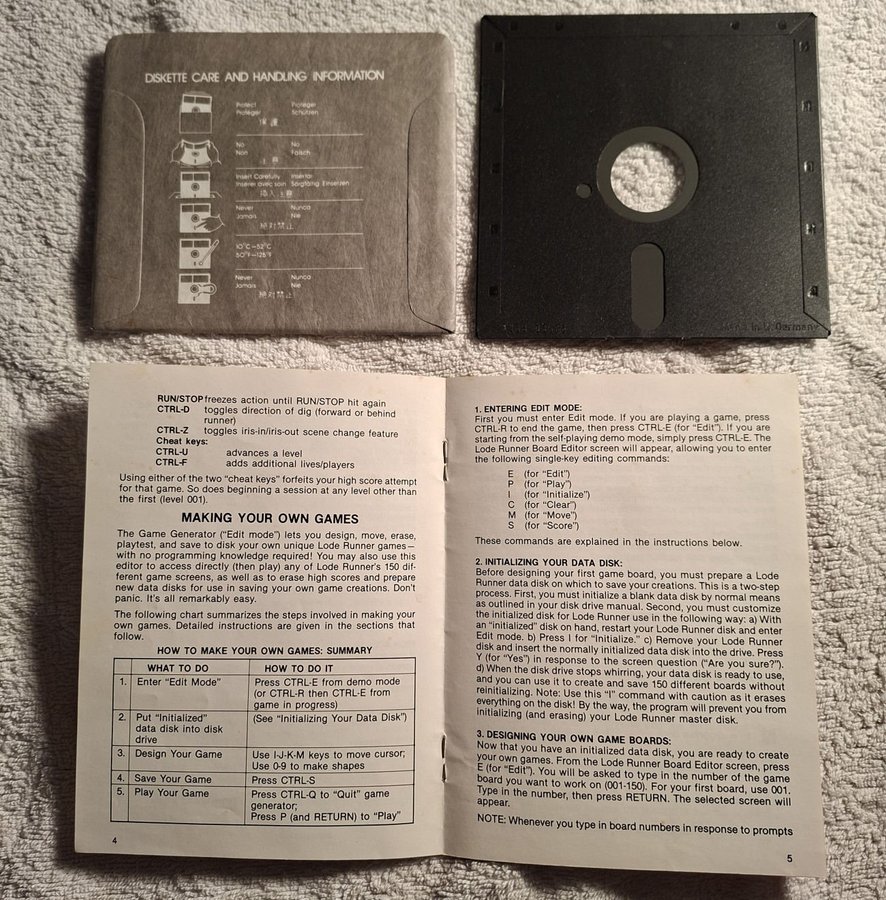 DISKETTE CARE AND HANDLING INFORMATION
Protect Protéger
Proteger Schützen
保護
No No
Non Falsch
注意
Insert Carefully Insertar
Inserer avec soin Sorgfältig Einsetzen
挿入注意
Never Nunca
Jamais Nie
絶対禁止
10°C–52°C
50°F–125°F
Never Nunca
Jamais Nie
絶対禁止
Made in W. Germany
RUN/STOP freezes action until RUN/STOP hit again
CTRL-D toggles direction of dig (forward or behind
runner)
CTRL-Z toggles iris-in/iris-out scene change feature
Cheat keys:
CTRL-U advances a level
CTRL-F adds additional lives/players
Using either of the two “cheat keys” forfeits your high score attempt
for that game. So does beginning a session at any level other than
the first (level 001).
MAKING YOUR OWN GAMES
The Game Generator (“Edit mode”) lets you design, move, erase,
playtest, and save to disk your own unique Lode Runner games—
with no programming knowledge required! You may also use this
editor to access directly (then play) any of Lode Runner's 150 dif-
ferent game screens, as well as to erase high scores and prepare
new data disks for use in saving your own game creations. Don't
panic. It's all remarkably easy.
The following chart summarizes the steps involved in making your
own games. Detailed instructions are given in the sections that
follow.
HOW TO MAKE YOUR OWN GAMES: SUMMARY
WHAT TO DO HOW TO DO IT
1. Enter “Edit Mode” Press CTRL-E from demo mode
(or CTRL-R then CTRL-E from
game in progress)
2. Put “Initialized” (See “Initializing Your Data Disk”)
data disk into disk
drive
3. Design Your Game Use I-J-K-M keys to move cursor;
Use 0-9 to make shapes
4. Save Your Game Press CTRL-S
5. Play Your Game Press CTRL-Q to “Quit” game
generator;
Press P (and RETURN) to “Play”
4
1. ENTERING EDIT MODE:
First you must enter Edit mode. If you are playing a game, press
CTRL-R to end the game, then press CTRL-E (for “Edit”). If you are
starting from the self-playing demo mode, simply press CTRL-E. The
Lode Runner Board Editor screen will appear, allowing you to enter
the following single-key editing commands:
E (for “Edit”)
P (for “Play”)
I (for “Initialize”)
C (for “Clear”)
M (for “Move”)
S (for “Score”)
These commands are explained in the instructions below.
2. INITIALIZING YOUR DATA DISK:
Before designing your first game board, you must prepare a Lode
Runner data disk on which to save your creations. This is a two-step
process. First, you must initialize a blank data disk by normal means
as outlined in your disk drive manual. Second, you must customize
the initialized disk for Lode Runner use in the following way: a) With
an “initialized” disk on hand, restart your Lode Runner disk and enter
Edit mode. b) Press I for “Initialize.” c) Remove your Lode Runner
disk and insert the normally initialized data disk into the drive. Press
Y (for “Yes”) in response to the screen question (“Are you sure?”).
d) When the disk drive stops whirring, your data disk is ready to use,
and you can use it to create and save 150 different boards without
reinitializing. Note: Use this “I” command with caution as it erases
everything on the disk! By the way, the program will prevent you from
initializing (and erasing) your Lode Runner master disk.
3. DESIGNING YOUR OWN GAME BOARDS:
Now that you have an initialized data disk, you are ready to create
your own games. From the Lode Runner Board Editor screen, press
E (for “Edit”). You will be asked to type in the number of the game
board you want to work on (001-150). For your first board, use 001.
Type in the number, then press RETURN. The selected screen will
appear.
NOTE: Whenever you type in board numbers in response to prompts
5